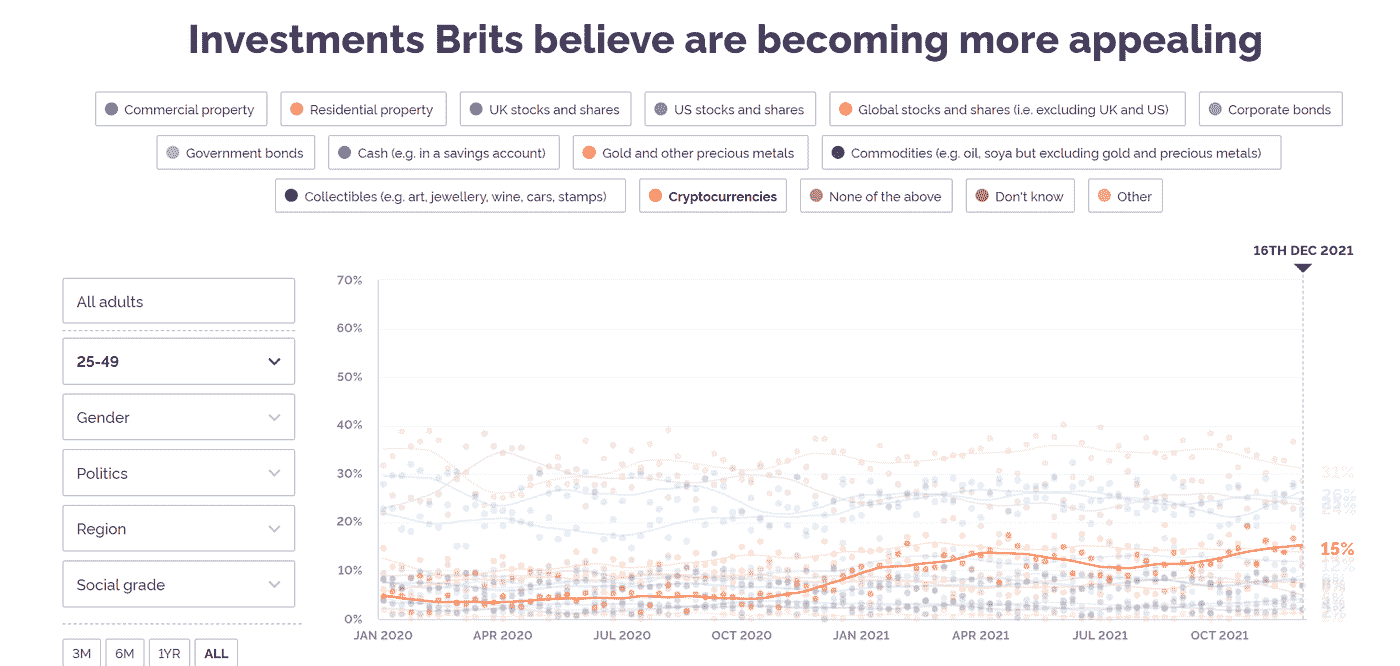 Investments Brits believe are becoming more appealing
Commercial property Residential property UK stocks and shares US stocks and shares Global stocks and shares (i.e. excluding UK and US) Corporate bonds
Government bonds Cash (e.g. in a savings account) Gold and other precious metals Commodities (e.g. oil, soya but excluding gold and precious metals)
Collectibles (e.g. art, jewellery, wine, cars, stamps) Cryptocurrencies None of the above Don't know Other
16TH DEC 2021
All adults
25-49
Gender
Politics
Region
Social grade
3M 6M 1YR ALL
70%
60%
50%
40%
30%
20%
10%
0%
31%
15%
JAN 2020 APR 2020 JUL 2020 OCT 2020 JAN 2021 APR 2021 JUL 2021 OCT 2021